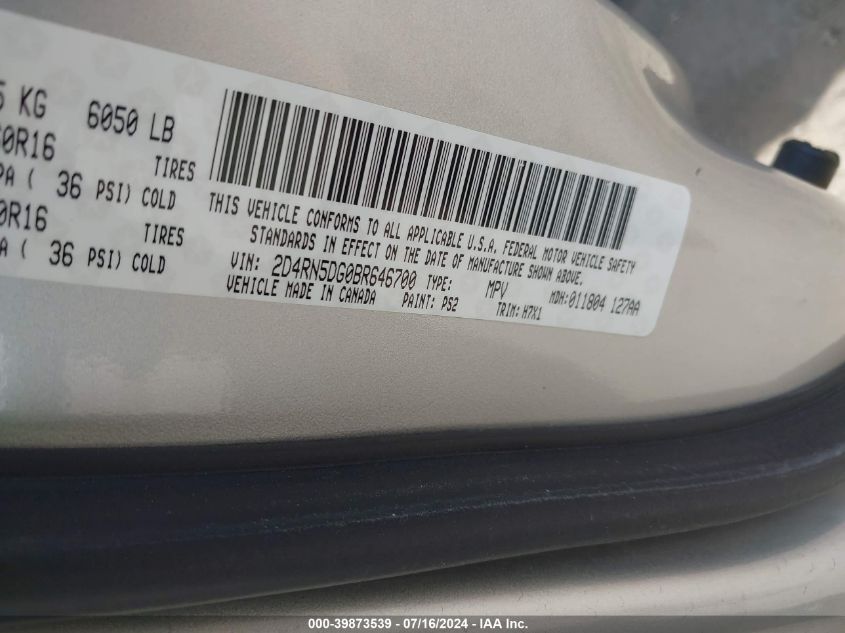 5 KG 6050 LB
60R16 TIRES
PA ( 36 PSI) COLD
0R16 TIRES
A ( 36 PSI) COLD
THIS VEHICLE CONFORMS TO ALL APPLICABLE U.S.A. FEDERAL MOTOR VEHICLE SAFETY
STANDARDS IN EFFECT ON THE DATE OF MANUFACTURE SHOWN ABOVE.
VIN: 2D4RN5DG0BR646700 TYPE: MPV MDH:011804 127AA
VEHICLE MADE IN CANADA PAINT: PS2 TRIM: H7X1
000-39873539 - 07/16/2024 - IAA Inc.